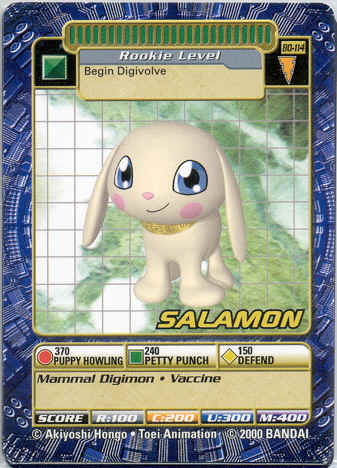 Rookie Level
BO-114
Begin Digivolve
SALAMON
370
PUPPY HOWLING
240
PETTY PUNCH
150
DEFEND
Mammal Digimon • Vaccine
SCORE R:100 C:200 U:300 M:400
© Akiyoshi Hongo • Toei Animation © 2000 BANDAI